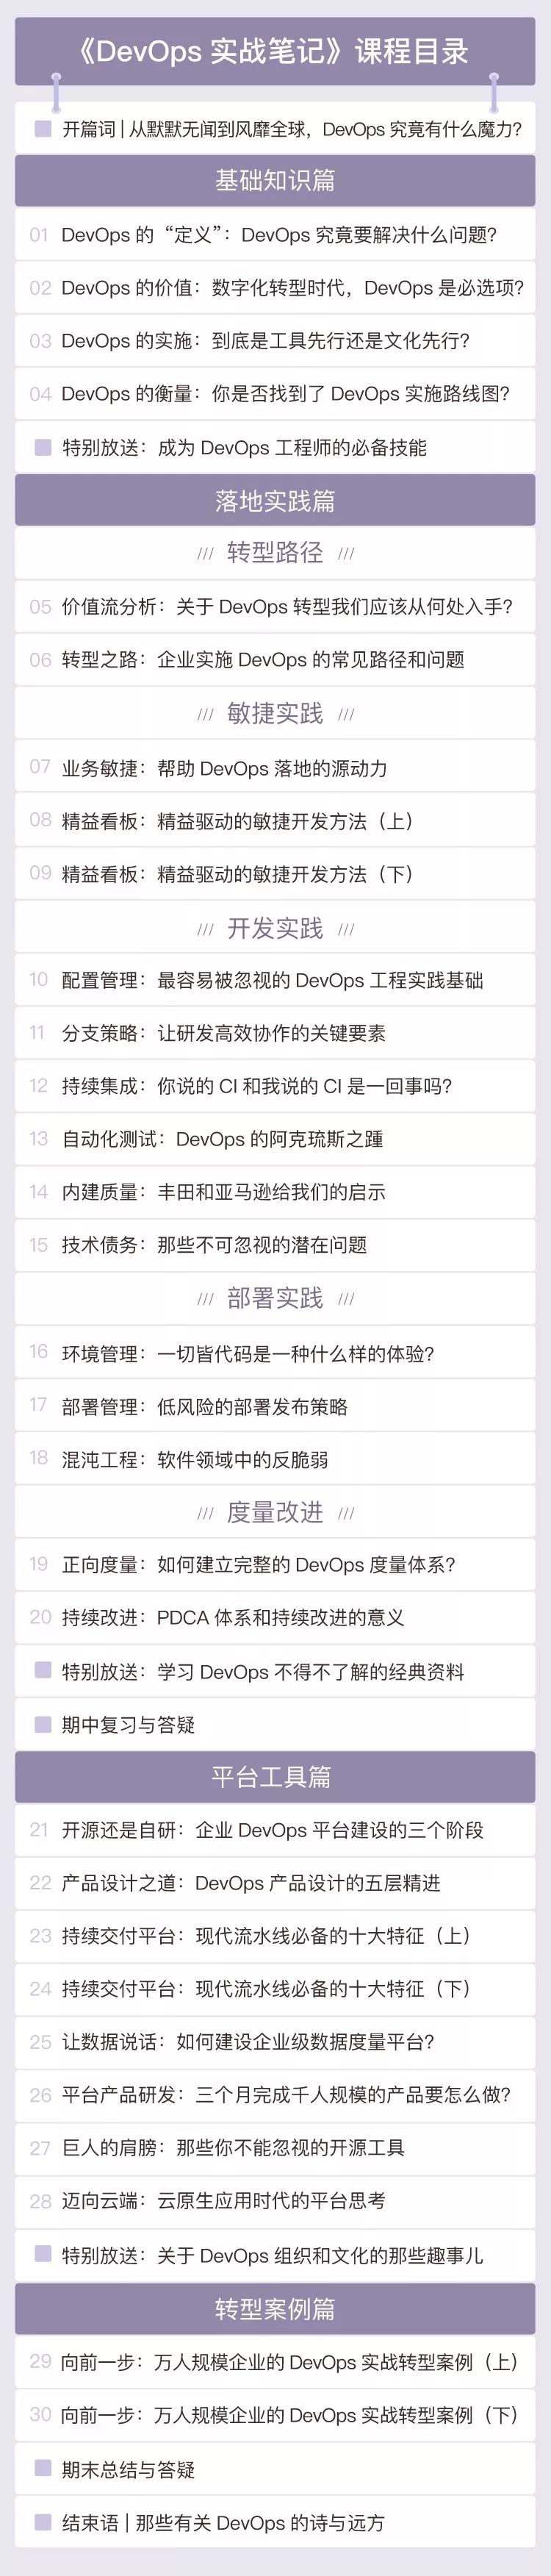 《DevOps 实战笔记》课程目录
开篇词 | 从默默无闻到风靡全球，DevOps 究竟有什么魔力?
基础知识篇
01 DevOps 的“定义”：DevOps 究竟要解决什么问题?
02 DevOps 的价值：数字化转型时代，DevOps 是必选项?
03 DevOps 的实施：到底是工具先行还是文化先行?
04 DevOps 的衡量：你是否找到了 DevOps 实施路线图?
特别放送：成为 DevOps 工程师的必备技能
落地实践篇
/// 转型路径 ///
05 价值流分析：关于 DevOps 转型我们应该从何处入手?
06 转型之路：企业实施 DevOps 的常见路径和问题
/// 敏捷实践 ///
07 业务敏捷：帮助 DevOps 落地的源动力
08 精益看板：精益驱动的敏捷开发方法（上）
09 精益看板：精益驱动的敏捷开发方法（下）
/// 开发实践 ///
10 配置管理：最容易被忽视的 DevOps 工程实践基础
11 分支策略：让研发高效协作的关键要素
12 持续集成：你说的 CI 和我说的 CI 是一回事吗?
13 自动化测试：DevOps 的阿克琉斯之踵
14 内建质量：丰田和亚马逊给我们的启示
15 技术债务：那些不可忽视的潜在问题
/// 部署实践 ///
16 环境管理：一切皆代码是一种什么样的体验?
17 部署管理：低风险的部署发布策略
18 混沌工程：软件领域中的反脆弱
/// 度量改进 ///
19 正向度量：如何建立完整的 DevOps 度量体系?
20 持续改进：PDCA 体系和持续改进的意义
特别放送：学习 DevOps 不得不了解的经典资料
期中复习与答疑
平台工具篇
21 开源还是自研：企业 DevOps 平台建设的三个阶段
22 产品设计之道：DevOps 产品设计的五层精进
23 持续交付平台：现代流水线必备的十大特征（上）
24 持续交付平台：现代流水线必备的十大特征（下）
25 让数据说话：如何建设企业级数据度量平台?
26 平台产品研发：三个月完成千人规模的产品要怎么做?
27 巨人的肩膀：那些你不能忽视的开源工具
28 迈向云端：云原生应用时代的平台思考
特别放送：关于 DevOps 组织和文化的那些趣事儿
转型案例篇
29 向前一步：万人规模企业的 DevOps 实战转型案例（上）
30 向前一步：万人规模企业的 DevOps 实战转型案例（下）
期末总结与答疑
结束语 | 那些有关 DevOps 的诗与远方